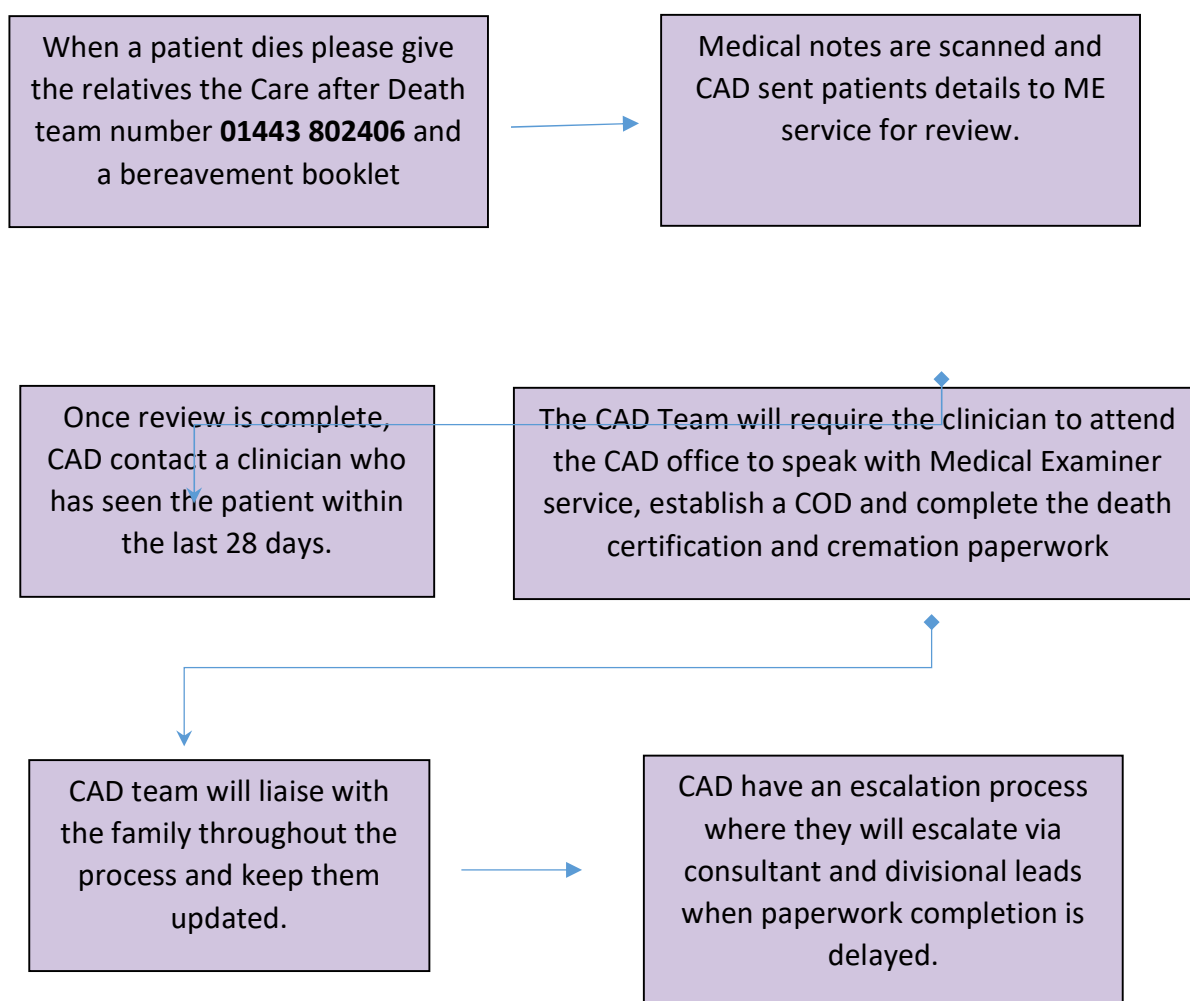 When a patient dies please give
the relatives the Care after Death
team number 01443 802406 and
a bereavement booklet
Medical notes are scanned and
CAD sent patients details to ME
service for review.
Once review is complete,
CAD contact a clinician who
has seen the patient within
the last 28 days.
The CAD Team will require the clinician to attend
the CAD office to speak with Medical Examiner
service, establish a COD and complete the death
certification and cremation paperwork
CAD team will liaise with
the family throughout the
process and keep them
updated.
CAD have an escalation process
where they will escalate via
consultant and divisional leads
when paperwork completion is
delayed.